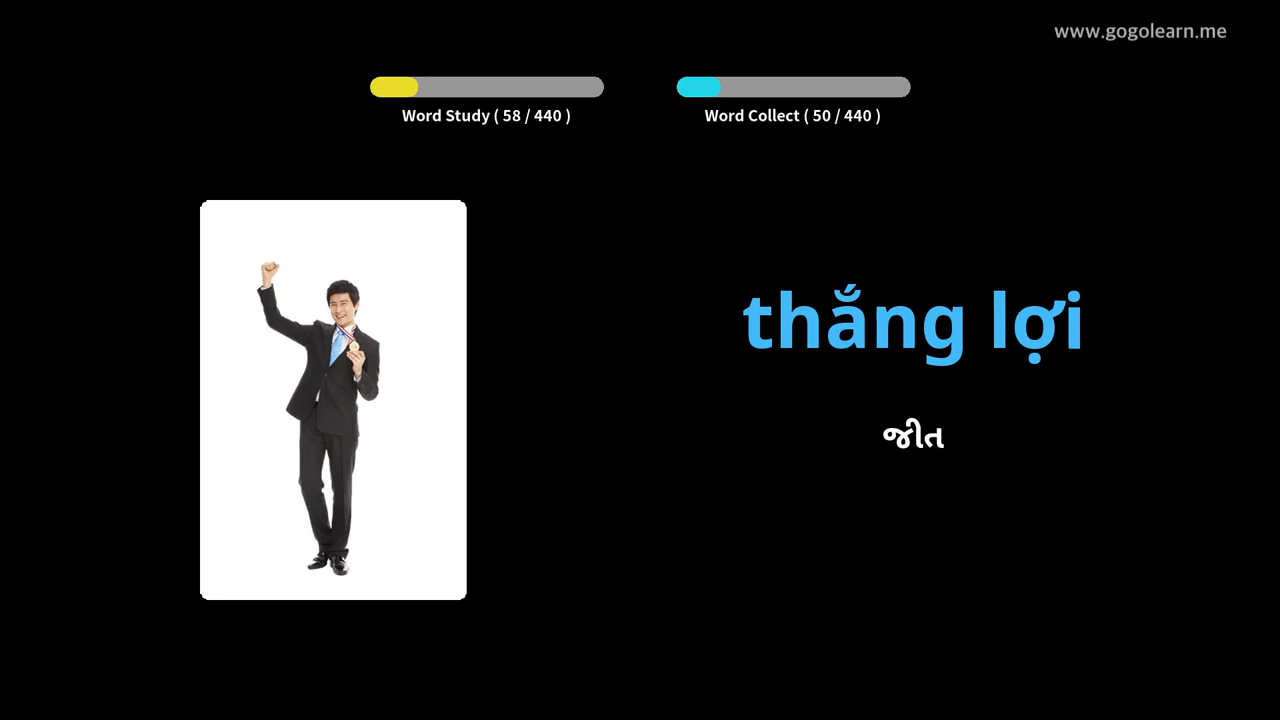 www.gogolearn.me
Word Study ( 58 / 440 )
Word Collect ( 50 / 440 )
thắng lợi
જીત